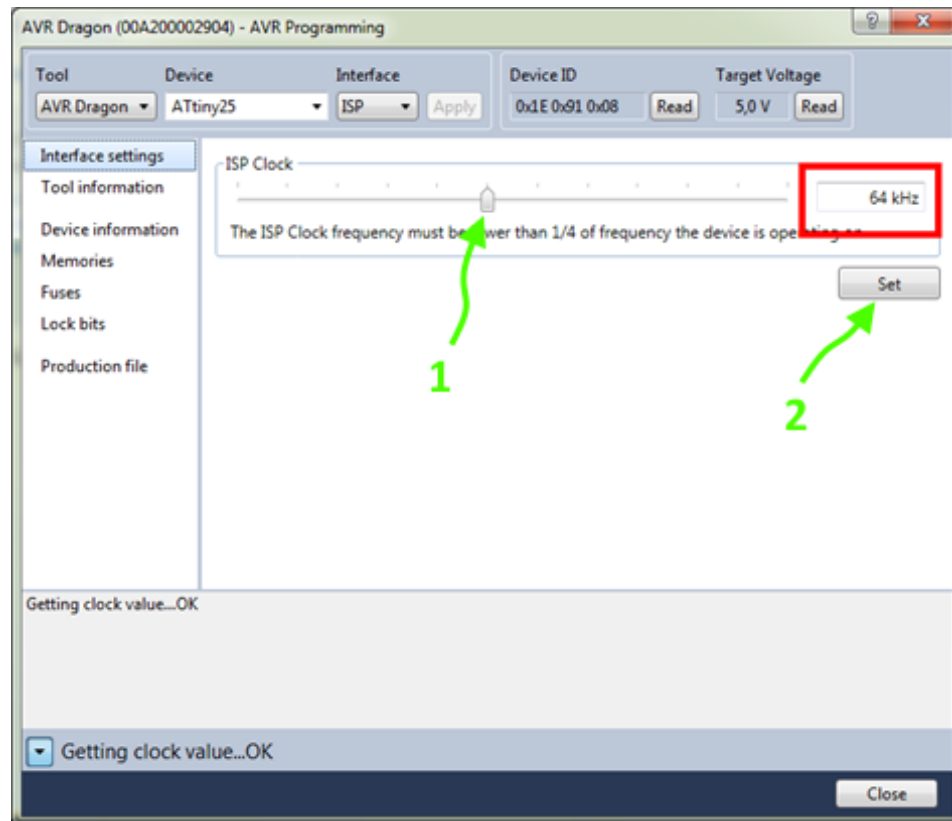 AVR Dragon (00A200002904) - AVR Programming
Tool Device Interface Device ID Target Voltage
AVR Dragon ATtiny25 ISP Apply 0x1E 0x91 0x08 Read 5,0 V Read
Interface settings
Tool information
Device information
Memories
Fuses
Lock bits
Production file
ISP Clock
64 kHz
The ISP Clock frequency must be lower than 1/4 of frequency the device is operating on
Set
1
2
Getting clock value...OK
Getting clock value...OK
Close